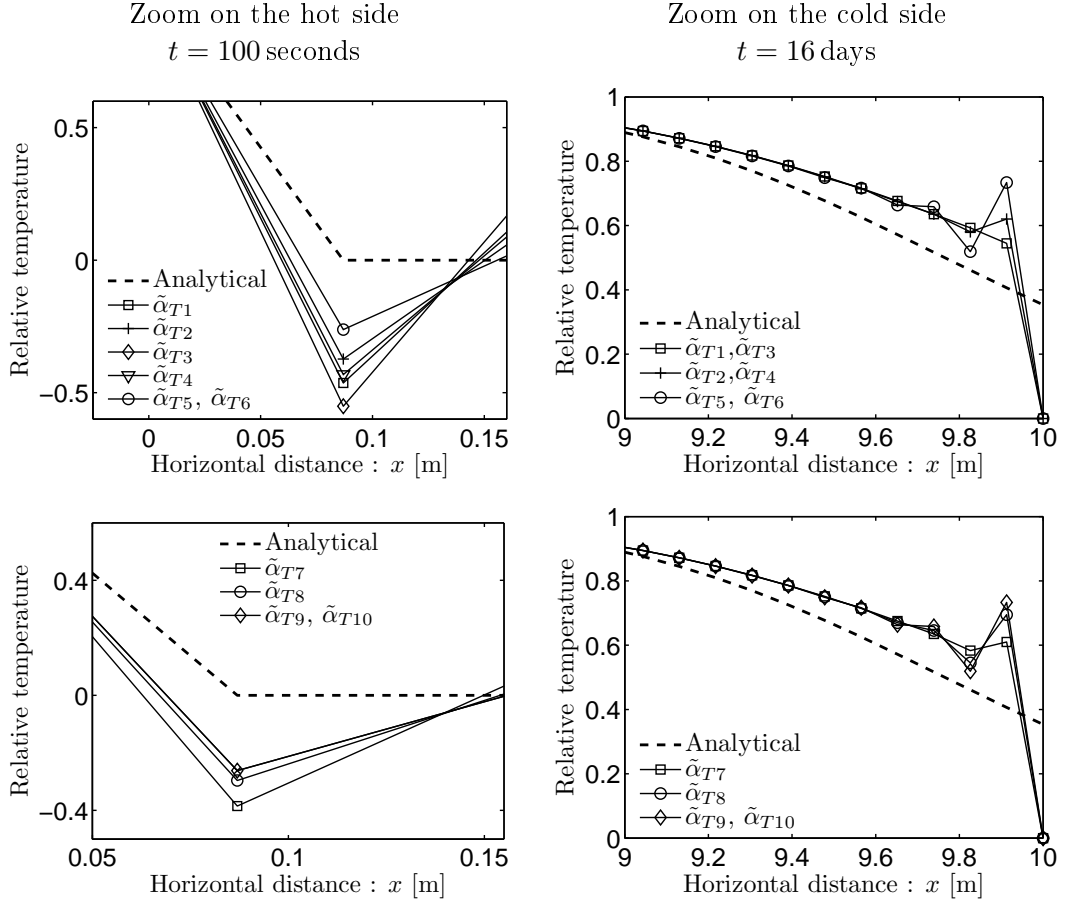 Zoom on the hot side
t = 100 seconds
Zoom on the cold side
t = 16 days
Relative temperature
0.5
0
−0.5
Analytical
α̃T1
α̃T2
α̃T3
α̃T4
α̃T5, α̃T6
0
0.05
0.1
0.15
Horizontal distance : x [m]
Relative temperature
1
0.8
0.6
0.4
0.2
0
Analytical
α̃T1,α̃T3
α̃T2,α̃T4
α̃T5, α̃T6
9
9.2
9.4
9.6
9.8
10
Horizontal distance : x [m]
Relative temperature
0.4
0
−0.4
Analytical
α̃T7
α̃T8
α̃T9, α̃T10
0.05
0.1
0.15
Horizontal distance : x [m]
Relative temperature
1
0.8
0.6
0.4
0.2
0
Analytical
α̃T7
α̃T8
α̃T9, α̃T10
9
9.2
9.4
9.6
9.8
10
Horizontal distance : x [m]